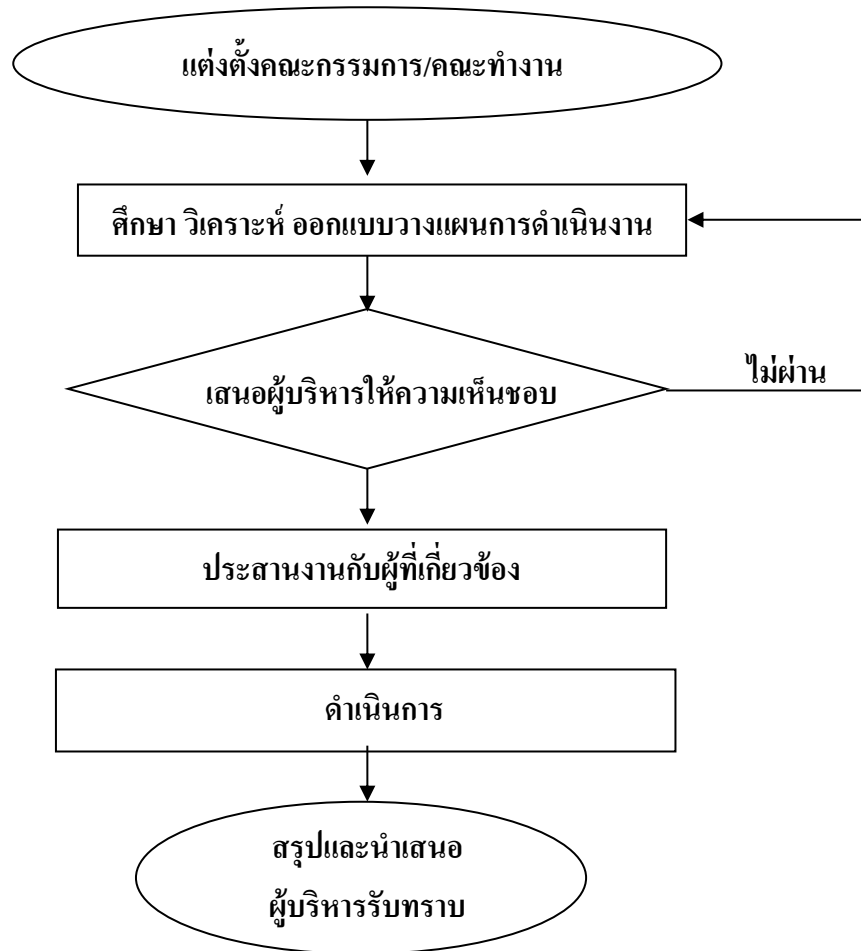 แต่งตั้งคณะกรรมการ/คณะทำงาน
ศึกษา วิเคราะห์ ออกแบบวางแผนการดำเนินงาน
เสนอผู้บริหารให้ความเห็นชอบ
ไม่ผ่าน
ประสานงานกับผู้ที่เกี่ยวข้อง
ดำเนินการ
สรุปและนำเสนอ
ผู้บริหารรับทราบ